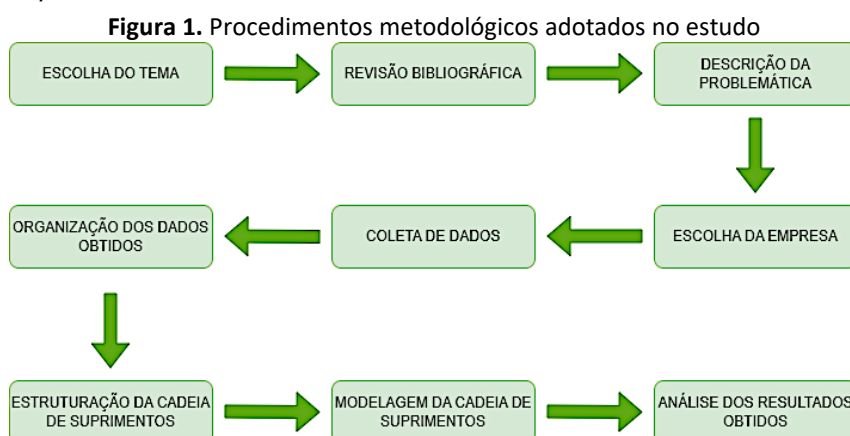 Figura 1. Procedimentos metodológicos adotados no estudo
ESCOLHA DO TEMA
REVISÃO BIBLIOGRÁFICA
DESCRIÇÃO DA
PROBLEMÁTICA
ESCOLHA DA EMPRESA
COLETA DE DADOS
ORGANIZAÇÃO DOS DADOS
OBTIDOS
ESTRUTURAÇÃO DA CADEIA
DE SUPRIMENTOS
MODELAGEM DA CADEIA DE
SUPRIMENTOS
ANÁLISE DOS RESULTADOS
OBTIDOS